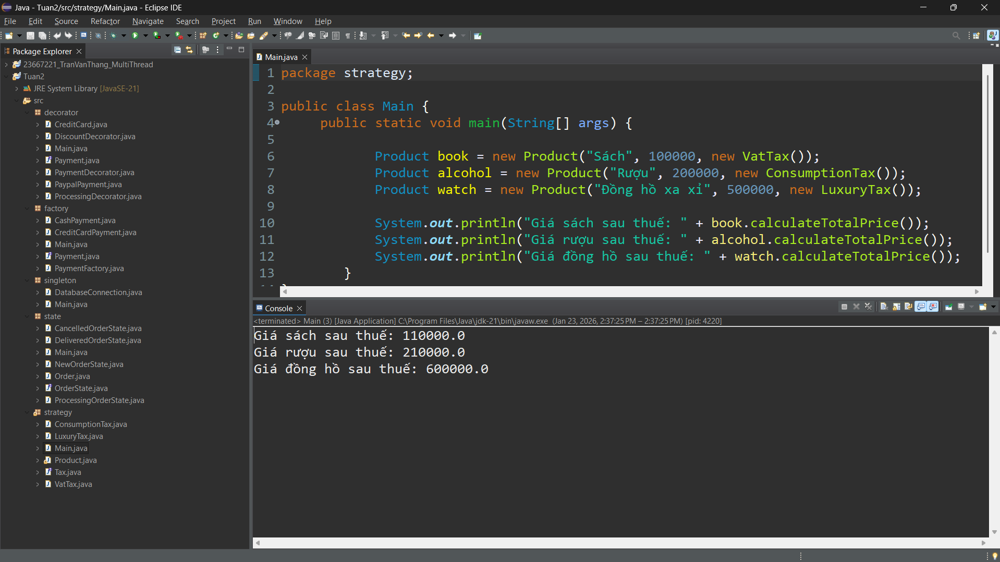 Java - Tuan2/src/strategy/Main.java - Eclipse IDE
File Edit Source Refactor Navigate Search Project Run Window Help
Package Explorer
23667221_TranVanThang_MultiThread
Tuan2
JRE System Library [JavaSE-21]
src
decorator
CreditCard.java
DiscountDecorator.java
Main.java
Payment.java
PaymentDecorator.java
PaypalPayment.java
ProcessingDecorator.java
factory
CashPayment.java
CreditCardPayment.java
Main.java
Payment.java
PaymentFactory.java
singleton
DatabaseConnection.java
Main.java
state
CancelledOrderState.java
DeliveredOrderState.java
Main.java
NewOrderState.java
Order.java
OrderState.java
ProcessingOrderState.java
strategy
ConsumptionTax.java
LuxuryTax.java
Main.java
Product.java
Tax.java
VatTax.java
Main.java
1 package strategy;
2
3 public class Main {
4 public static void main(String[] args) {
5
6 Product book = new Product("Sách", 100000, new VatTax());
7 Product alcohol = new Product("Rượu", 200000, new ConsumptionTax());
8 Product watch = new Product("Đồng hồ xa xỉ", 500000, new LuxuryTax());
9
10 System.out.println("Giá sách sau thuế: " + book.calculateTotalPrice());
11 System.out.println("Giá rượu sau thuế: " + alcohol.calculateTotalPrice());
12 System.out.println("Giá đồng hồ sau thuế: " + watch.calculateTotalPrice());
13 }
Console
<terminated> Main (3) [Java Application] C:\Program Files\Java\jdk-21\bin\javaw.exe (Jan 23, 2026, 2:37:25 PM – 2:37:25 PM) [pid: 4220]
Giá sách sau thuế: 110000.0
Giá rượu sau thuế: 210000.0
Giá đồng hồ sau thuế: 600000.0